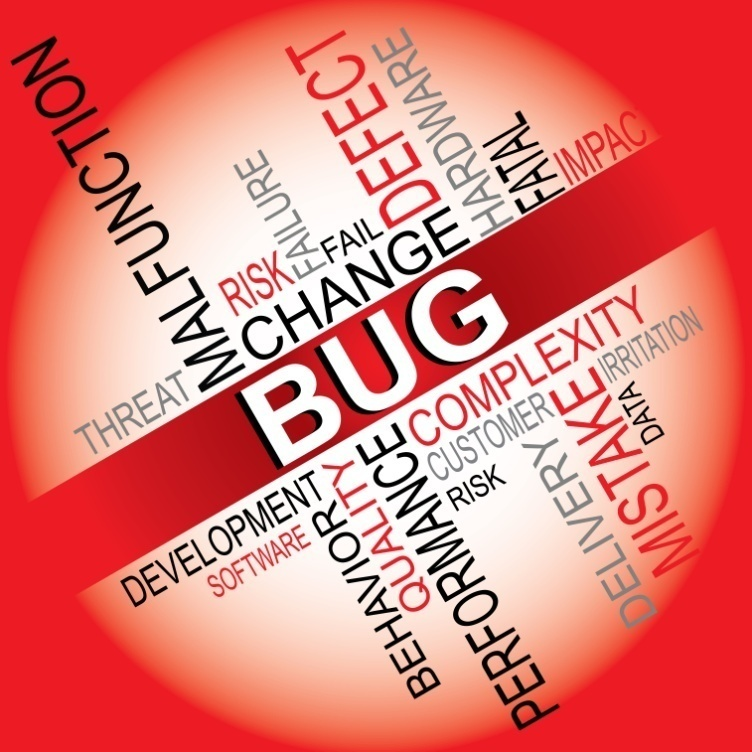 MALFUNCTION
DEFECT
HARDWARE
FATAL
IMPAC
FAILURE
RISK
FAIL
CHANGE
THREAT
BUG
COMPLEXITY
IRRITATION
CUSTOMER
DATA
MISTAKE
DELIVERY
RISK
DEVELOPMENT
SOFTWARE
BEHAVIOR
QUALITY
PERFORMANCE